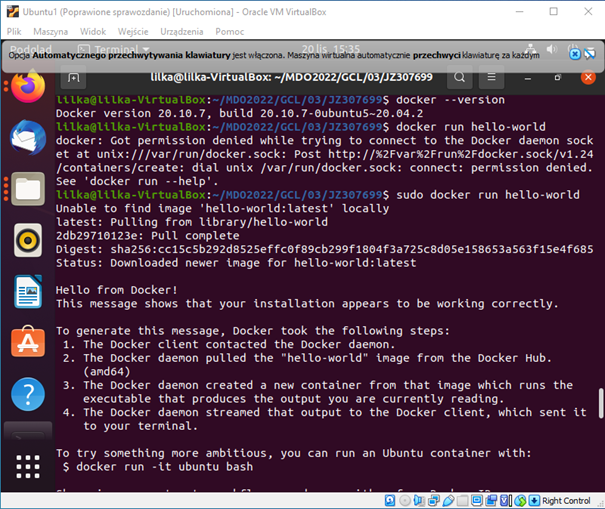 Ubuntu1 (Poprawione sprawozdanie) [Uruchomiona] - Oracle VM VirtualBox
Plik Maszyna Widok Wejście Urządzenia Pomoc
Podgląd Terminal 20 lis 15:35
Opcja Automatycznego przechwytywania klawiatury jest włączona. Maszyna wirtualna automatycznie przechwyci klawiaturę za każdym
lilka@lilka-VirtualBox: ~/MDO2022/GCL/03/JZ307699
lilka@lilka-VirtualBox:~/MDO2022/GCL/03/JZ307699$ docker --version
Docker version 20.10.7, build 20.10.7-0ubuntu5~20.04.2
lilka@lilka-VirtualBox:~/MDO2022/GCL/03/JZ307699$ docker run hello-world
docker: Got permission denied while trying to connect to the Docker daemon sock
et at unix:///var/run/docker.sock: Post http://%2Fvar%2Frun%2Fdocker.sock/v1.24
/containers/create: dial unix /var/run/docker.sock: connect: permission denied.
See 'docker run --help'.
lilka@lilka-VirtualBox:~/MDO2022/GCL/03/JZ307699$ sudo docker run hello-world
Unable to find image 'hello-world:latest' locally
latest: Pulling from library/hello-world
2db29710123e: Pull complete
Digest: sha256:cc15c5b292d8525effc0f89cb299f1804f3a725c8d05e158653a563f15e4f685
Status: Downloaded newer image for hello-world:latest
Hello from Docker!
This message shows that your installation appears to be working correctly.
To generate this message, Docker took the following steps:
1. The Docker client contacted the Docker daemon.
2. The Docker daemon pulled the "hello-world" image from the Docker Hub.
(amd64)
3. The Docker daemon created a new container from that image which runs the
executable that produces the output you are currently reading.
4. The Docker daemon streamed that output to the Docker client, which sent it
to your terminal.
To try something more ambitious, you can run an Ubuntu container with:
$ docker run -it ubuntu bash
Right Control